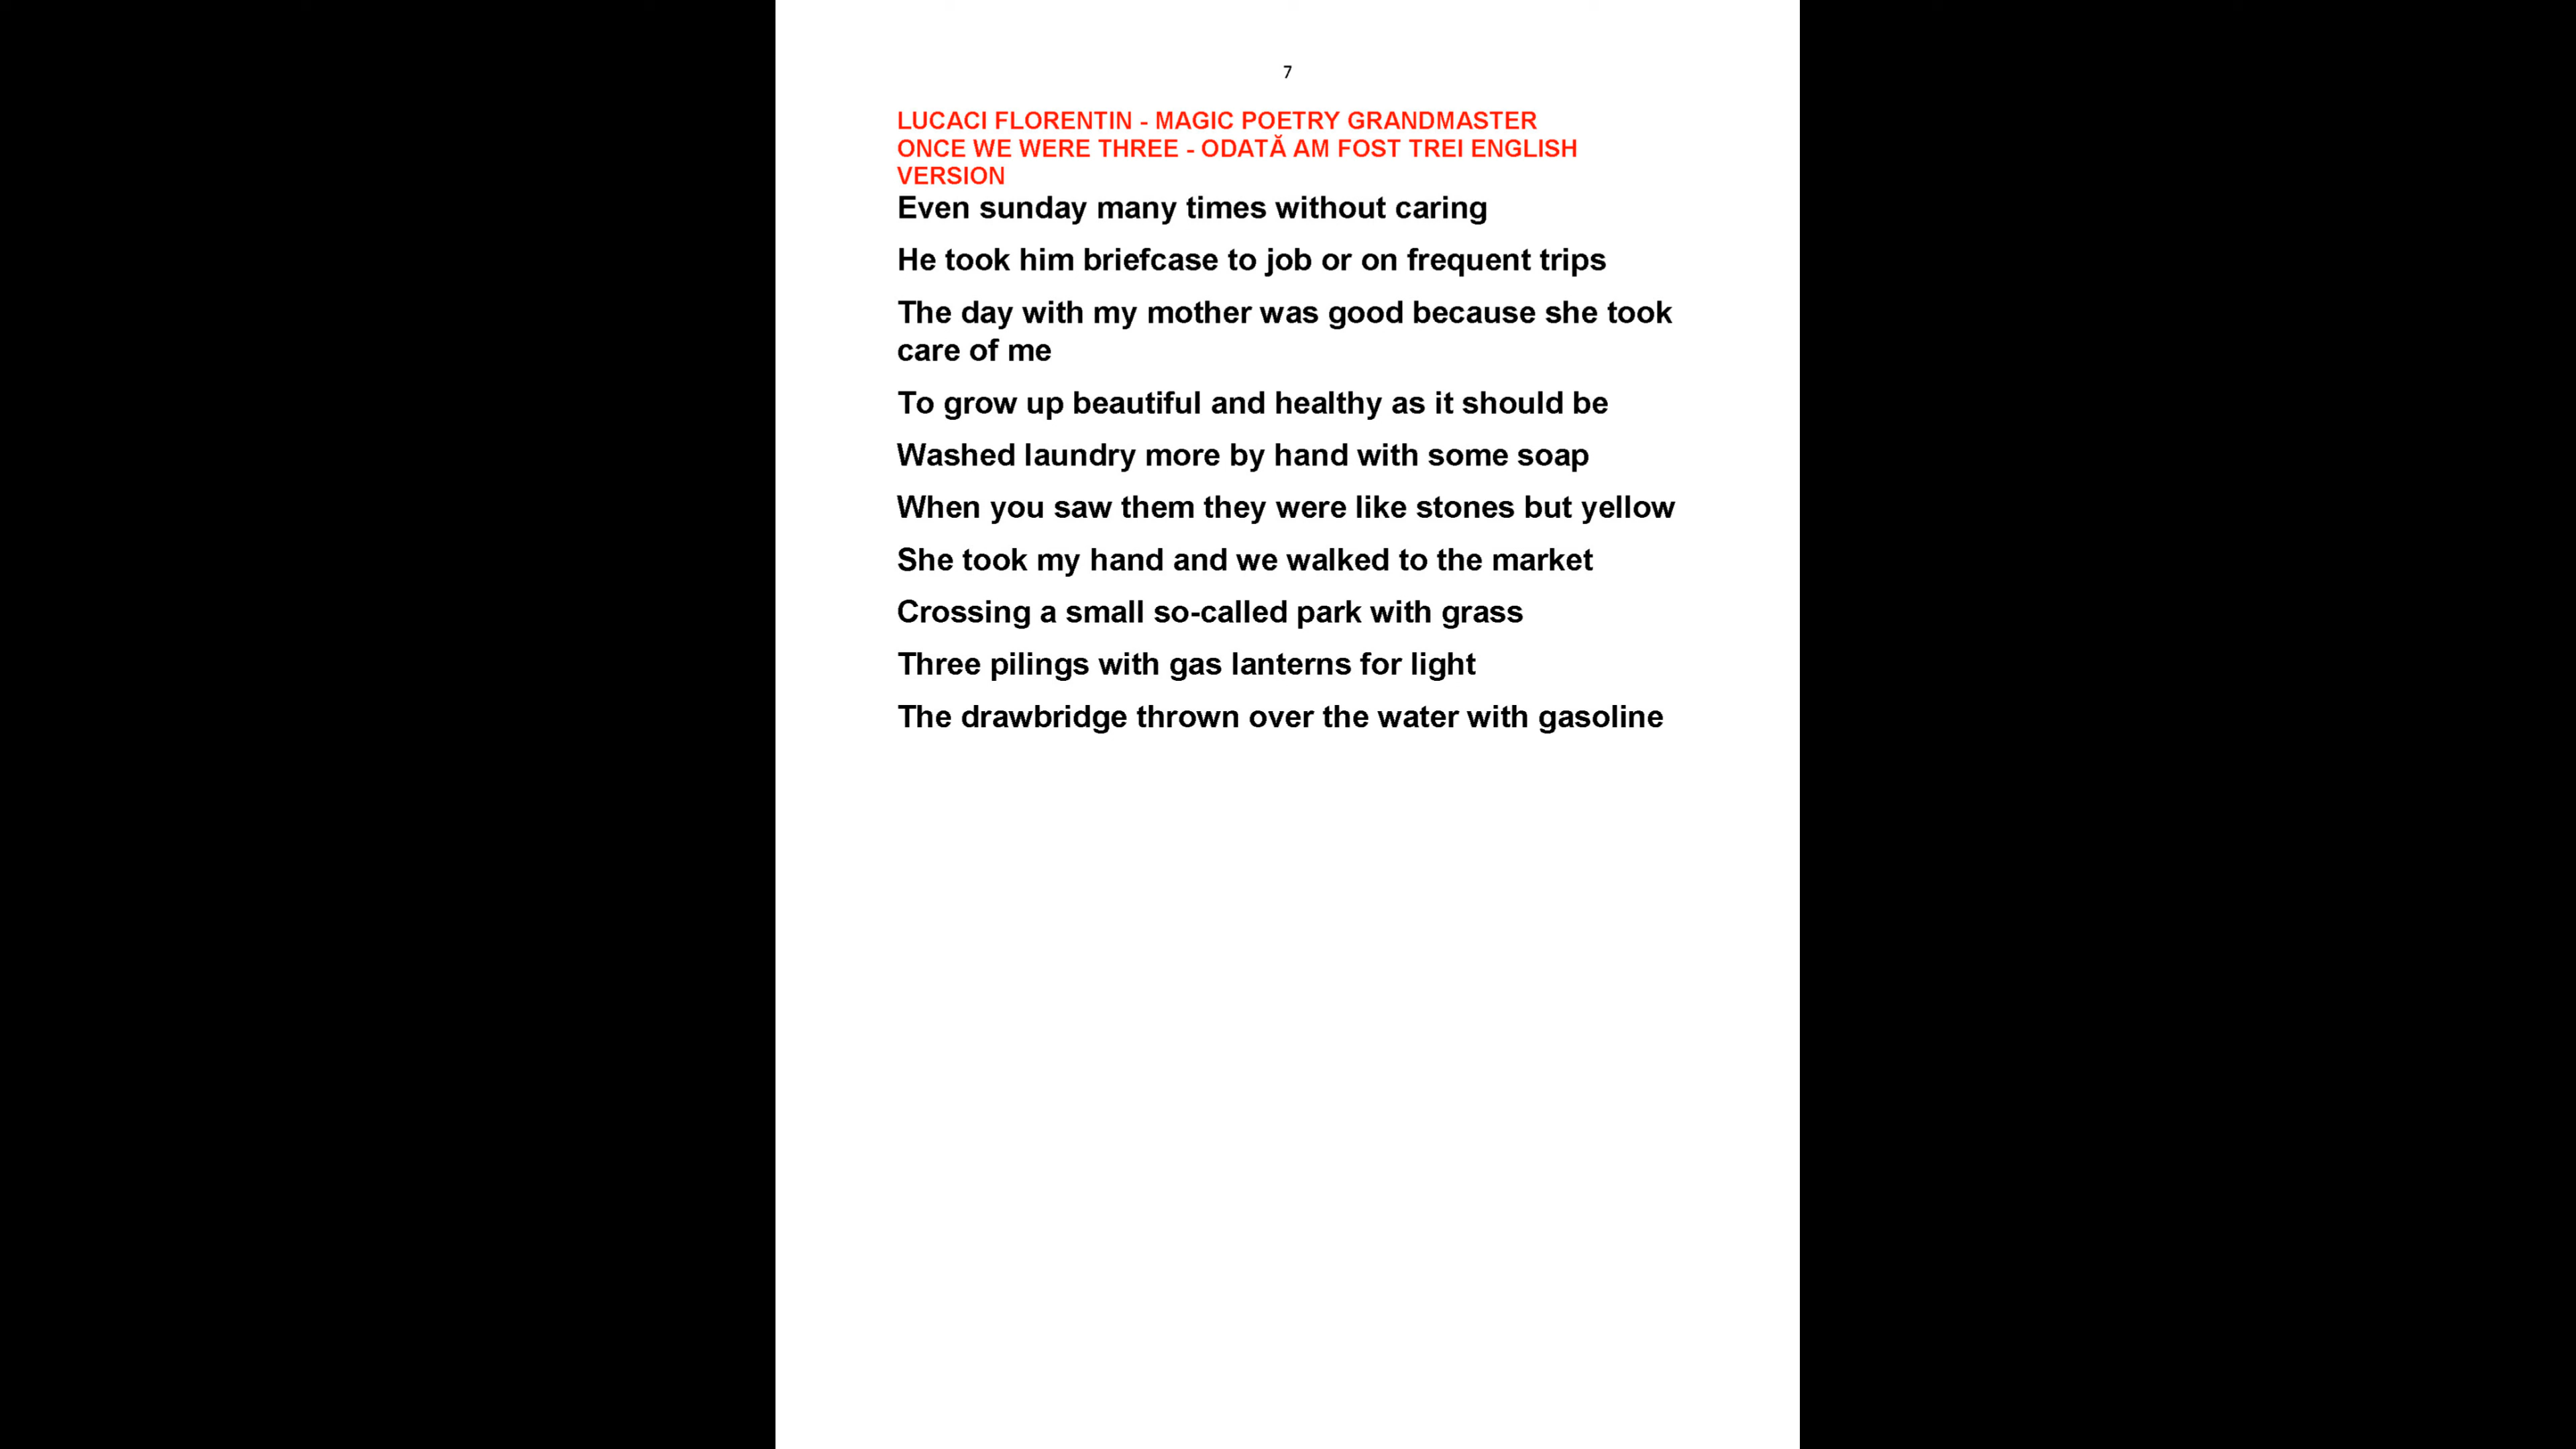 7
LUCACI FLORENTIN - MAGIC POETRY GRANDMASTER
ONCE WE WERE THREE - ODATĂ AM FOST TREI ENGLISH
VERSION
Even sunday many times without caring
He took him briefcase to job or on frequent trips
The day with my mother was good because she took
care of me
To grow up beautiful and healthy as it should be
Washed laundry more by hand with some soap
When you saw them they were like stones but yellow
She took my hand and we walked to the market
Crossing a small so-called park with grass
Three pilings with gas lanterns for light
The drawbridge thrown over the water with gasoline